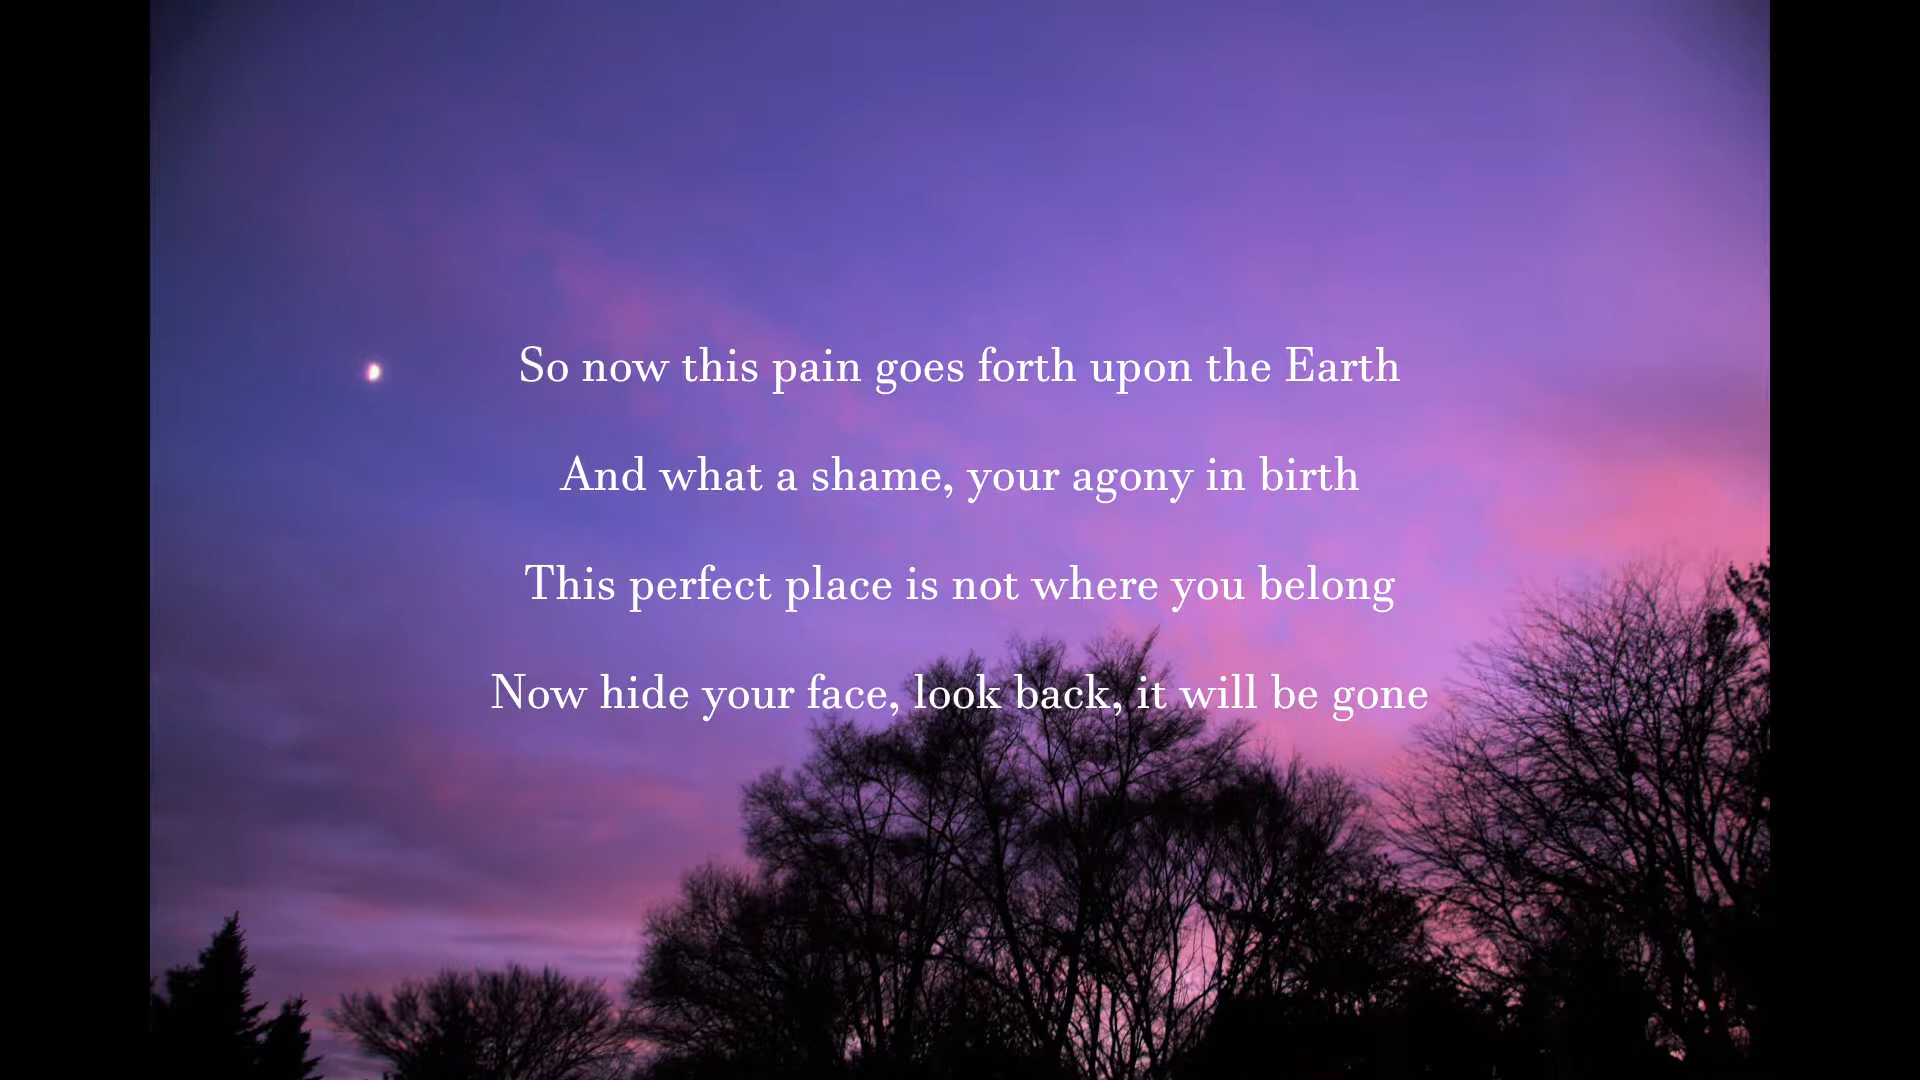 So now this pain goes forth upon the Earth
And what a shame, your agony in birth
This perfect place is not where you belong
Now hide your face, look back, it will be gone